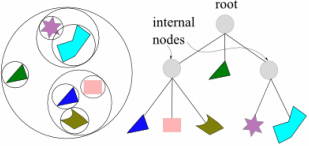 root
internal
nodes